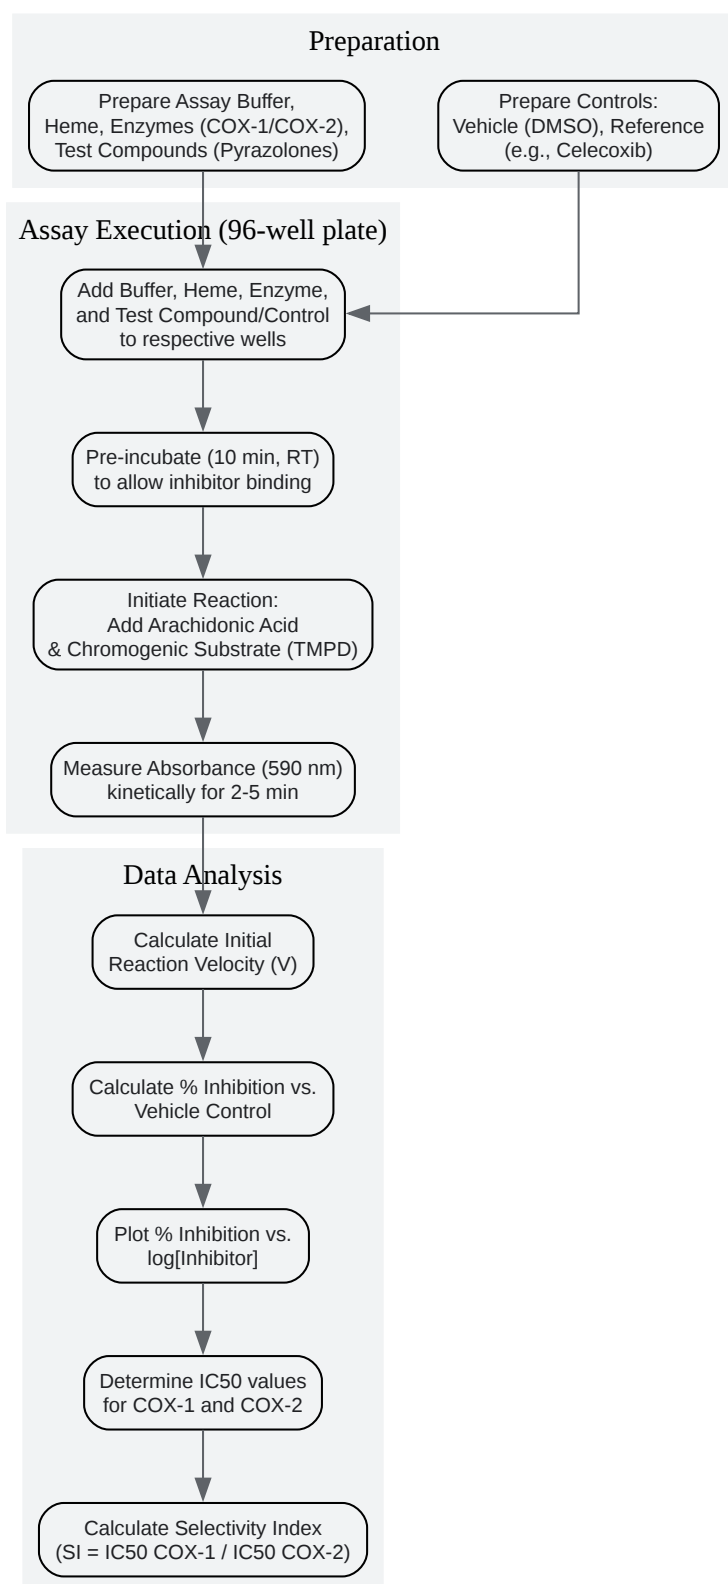 Preparation
Prepare Assay Buffer,
Heme, Enzymes (COX-1/COX-2),
Test Compounds (Pyrazolones)
Prepare Controls:
Vehicle (DMSO), Reference
(e.g., Celecoxib)
Assay Execution (96-well plate)
Add Buffer, Heme, Enzyme,
and Test Compound/Control
to respective wells
Pre-incubate (10 min, RT)
to allow inhibitor binding
Initiate Reaction:
Add Arachidonic Acid
& Chromogenic Substrate (TMPD)
Measure Absorbance (590 nm)
kinetically for 2-5 min
Data Analysis
Calculate Initial
Reaction Velocity (V)
Calculate % Inhibition vs.
Vehicle Control
Plot % Inhibition vs.
log[Inhibitor]
Determine IC50 values
for COX-1 and COX-2
Calculate Selectivity Index
(SI = IC50 COX-1 / IC50 COX-2)